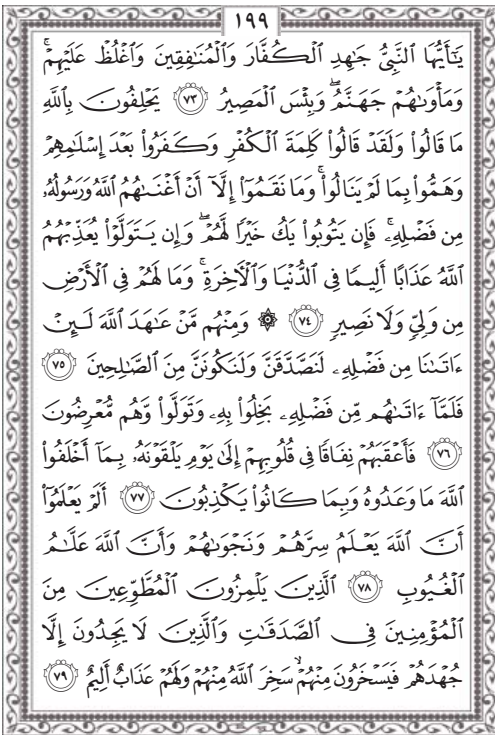 ١٩٩
يَـٰٓأَيُّهَا ٱلنَّبِىُّ جَـٰهِدِ ٱلْكُفَّارَ وَٱلْمُنَـٰفِقِينَ وَٱغْلُظْ عَلَيْهِمْ ۚ
وَمَأْوَىٰهُمْ جَهَنَّمُ ۖ وَبِئْسَ ٱلْمَصِيرُ ٧٣ يَحْلِفُونَ بِٱللَّهِ
مَا قَالُوا۟ وَلَقَدْ قَالُوا۟ كَلِمَةَ ٱلْكُفْرِ وَكَفَرُوا۟ بَعْدَ إِسْلَـٰمِهِمْ
وَهَمُّوا۟ بِمَا لَمْ يَنَالُوا۟ ۚ وَمَا نَقَمُوٓا۟ إِلَّآ أَنْ أَغْنَىٰهُمُ ٱللَّهُ وَرَسُولُهُۥ
مِن فَضْلِهِۦ ۚ فَإِن يَتُوبُوا۟ يَكُ خَيْرًا لَّهُمْ ۖ وَإِن يَتَوَلَّوْا۟ يُعَذِّبْهُمُ
ٱللَّهُ عَذَابًا أَلِيمًا فِى ٱلدُّنْيَا وَٱلْـَٔاخِرَةِ ۚ وَمَا لَهُمْ فِى ٱلْأَرْضِ
مِن وَلِىٍّ وَلَا نَصِيرٍ ٧٤ ۞ وَمِنْهُم مَّنْ عَـٰهَدَ ٱللَّهَ لَئِنْ
ءَاتَىٰنَا مِن فَضْلِهِۦ لَنَصَّدَّقَنَّ وَلَنَكُونَنَّ مِنَ ٱلصَّـٰلِحِينَ ٧٥
فَلَمَّآ ءَاتَىٰهُم مِّن فَضْلِهِۦ بَخِلُوا۟ بِهِۦ وَتَوَلَّوا۟ وَّهُم مُّعْرِضُونَ
٧٦ فَأَعْقَبَهُمْ نِفَاقًا فِى قُلُوبِهِمْ إِلَىٰ يَوْمِ يَلْقَوْنَهُۥ بِمَآ أَخْلَفُوا۟
ٱللَّهَ مَا وَعَدُوهُ وَبِمَا كَانُوا۟ يَكْذِبُونَ ٧٧ أَلَمْ يَعْلَمُوٓا۟
أَنَّ ٱللَّهَ يَعْلَمُ سِرَّهُمْ وَنَجْوَىٰهُمْ وَأَنَّ ٱللَّهَ عَلَّـٰمُ
ٱلْغُيُوبِ ٧٨ ٱلَّذِينَ يَلْمِزُونَ ٱلْمُطَّوِّعِينَ مِنَ
ٱلْمُؤْمِنِينَ فِى ٱلصَّدَقَـٰتِ وَٱلَّذِينَ لَا يَجِدُونَ إِلَّا
جُهْدَهُمْ فَيَسْخَرُونَ مِنْهُمْ ۙ سَخِرَ ٱللَّهُ مِنْهُمْ وَلَهُمْ عَذَابٌ أَلِيمٌ ٧٩